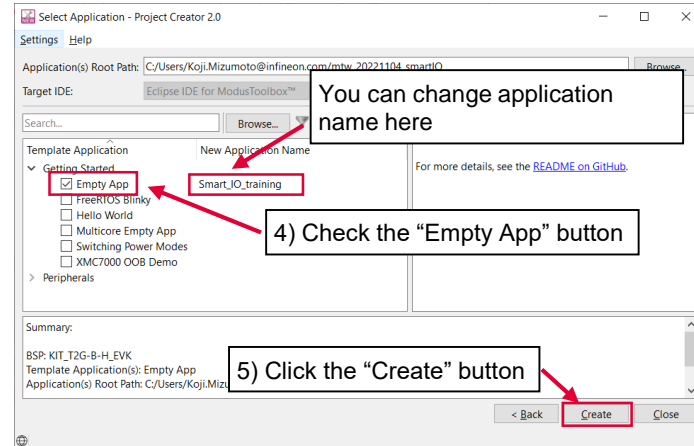 Select Application - Project Creator 2.0
Settings Help
Application(s) Root Path: C:/Users/Koji.Mizumoto@infineon.com/mtw_20221104_smartIO Browse...
Target IDE: Eclipse IDE for ModusToolbox™
You can change application
name here
Search... Browse...
Template Application New Application Name
Getting Started
Empty App Smart_IO_training
For more details, see the README on GitHub.
FreeRTOS Blinky
Hello World
4) Check the “Empty App” button
Multicore Empty App
Switching Power Modes
XMC7000 OOB Demo
Peripherals
Summary:
BSP: KIT_T2G-B-H_EVK
Template Application(s): Empty App
Application(s) Root Path: C:/Users/Koji.Mizu
5) Click the “Create” button
< Back Create Close